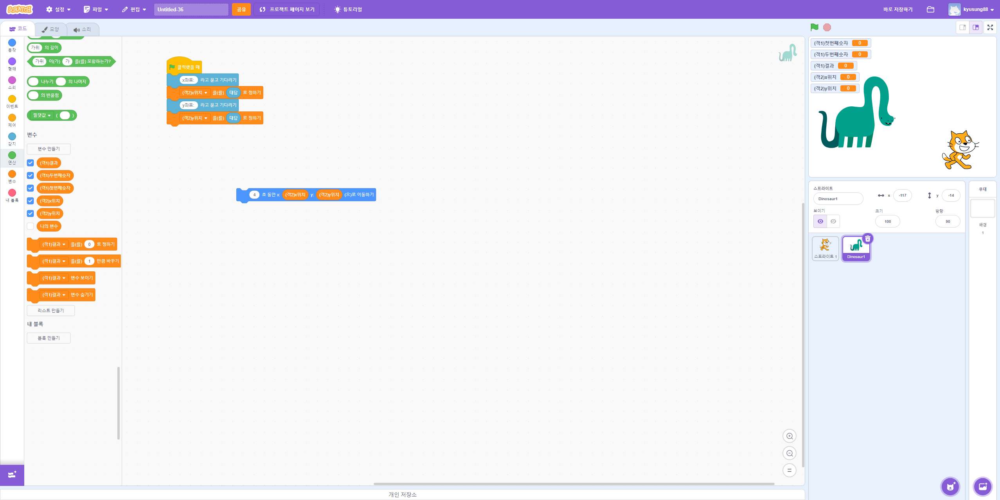 SCRATCH 설정 파일 편집 Untitled-36 공유 프로젝트 페이지 보기 튜토리얼 바로 저장하기 kyusung88
코드 모양 소리
동작
형태
소리
이벤트
제어
감지
연산
변수
내 블록
가위 의 길이
가위 이(가) 가 을(를) 포함하는가?
나누기 의 나머지
의 반올림
절댓값 ( )
변수
변수 만들기
(객1)결과
(객1)두번째숫자
(객1)첫번째숫자
(객2)x위치
(객2)y위치
나의 변수
(객1)결과 을(를) 0 로 정하기
(객1)결과 을(를) 1 만큼 바꾸기
(객1)결과 변수 보이기
(객1)결과 변수 숨기기
리스트 만들기
내 블록
블록 만들기
클릭했을 때
x좌표: 라고 묻고 기다리기
(객2)x위치 을(를) 대답 로 정하기
y좌표: 라고 묻고 기다리기
(객2)y위치 을(를) 대답 로 정하기
4 초 동안 x: (객2)x위치 y: (객2)y위치 (으)로 이동하기
개인 저장소
(객1)첫번째숫자 0
(객1)두번째숫자 0
(객1)결과 0
(객2)x위치 0
(객2)y위치 0
스프라이트
Dinosaur1 x -117 y -14
보이기 크기 방향
100 90
스프라이트 1 Dinosaur1
무대
배경
1